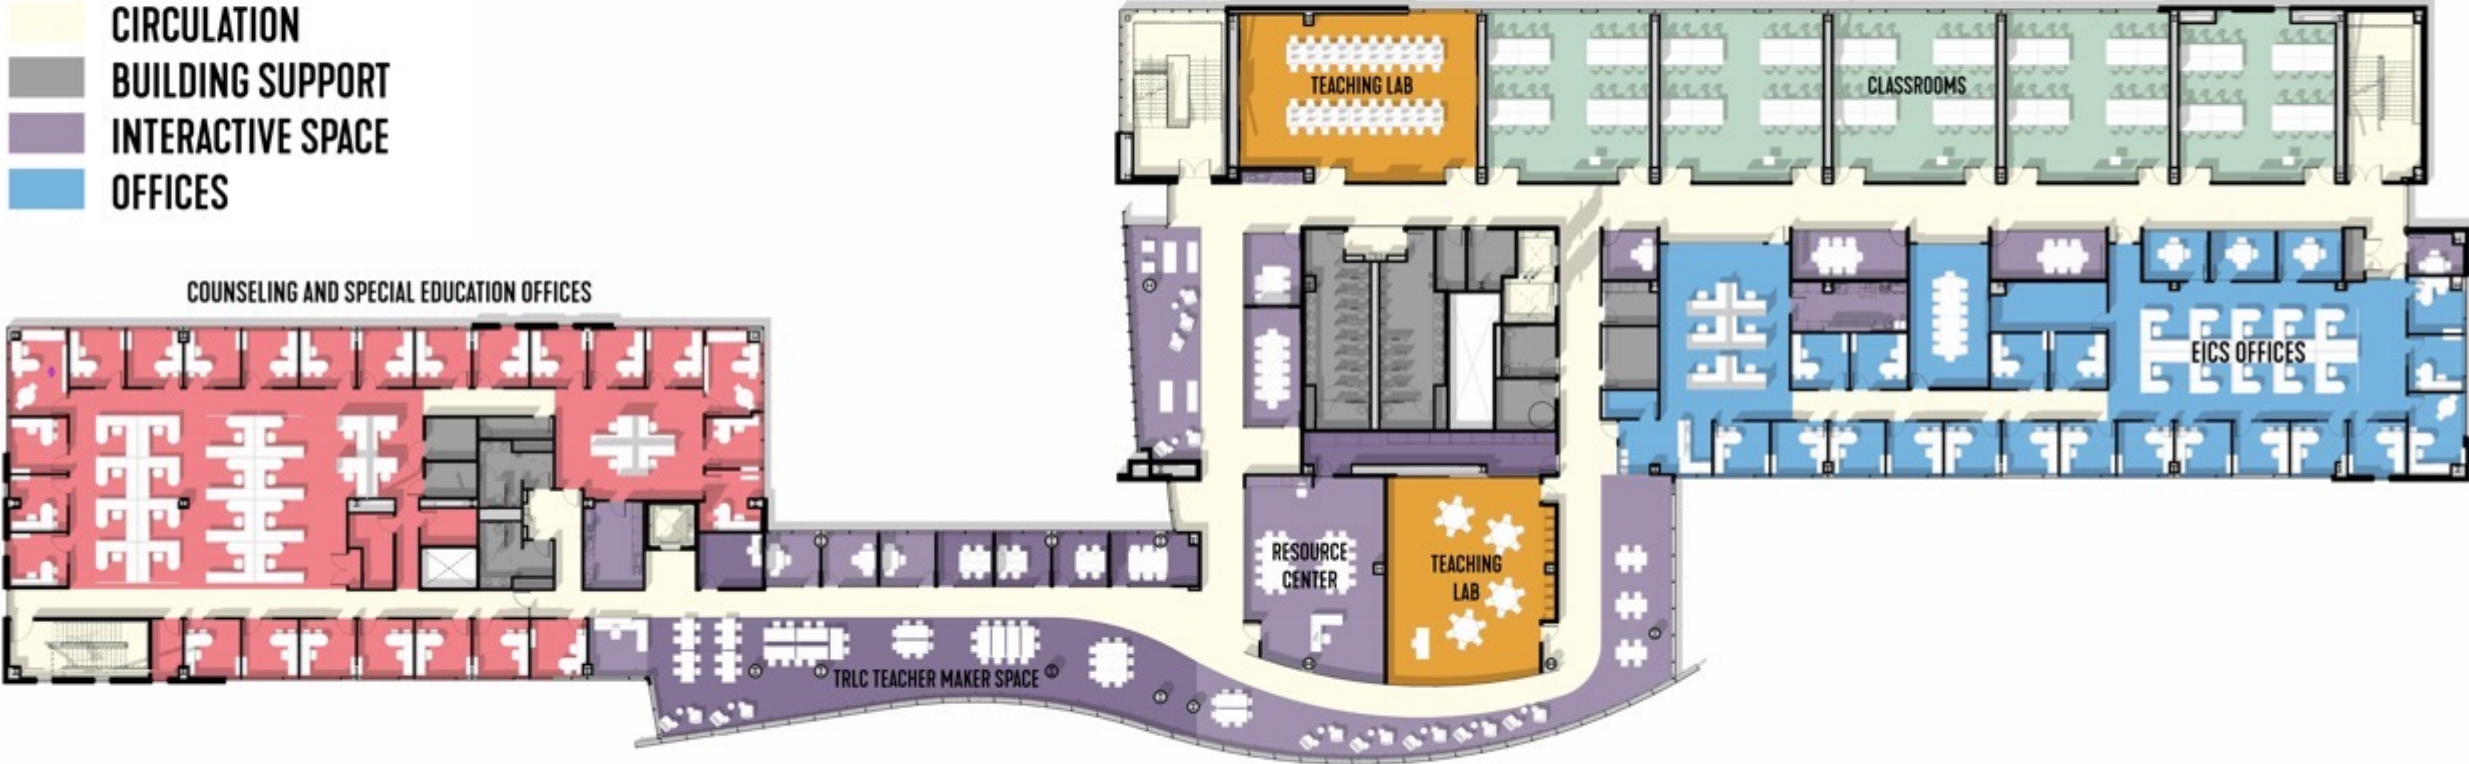 CIRCULATION
BUILDING SUPPORT
INTERACTIVE SPACE
OFFICES
COUNSELING AND SPECIAL EDUCATION OFFICES
TEACHING LAB
CLASSROOMS
EICS OFFICES
RESOURCE
CENTER
TEACHING
LAB
TRLC TEACHER MAKER SPACE